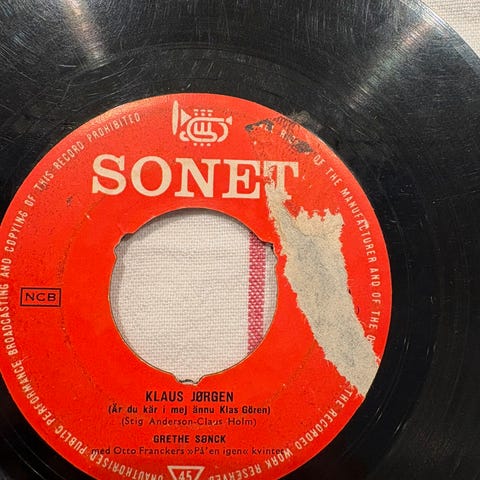 SONET
NCB
KLAUS JØRGEN
(Är du kär i mej ännu Klas Gören)
(Stig Anderson-Claus Holm)
GRETHE SØNCK
med Otto Franckers »På'en igen« kvintet
45
UNAUTHORISED PUBLIC PERFORMANCE BROADCASTING AND COPYING OF THIS RECORD PROHIBITED
OF THE MANUFACTURER AND OF THE
THE RECORDED WORK RESERVED